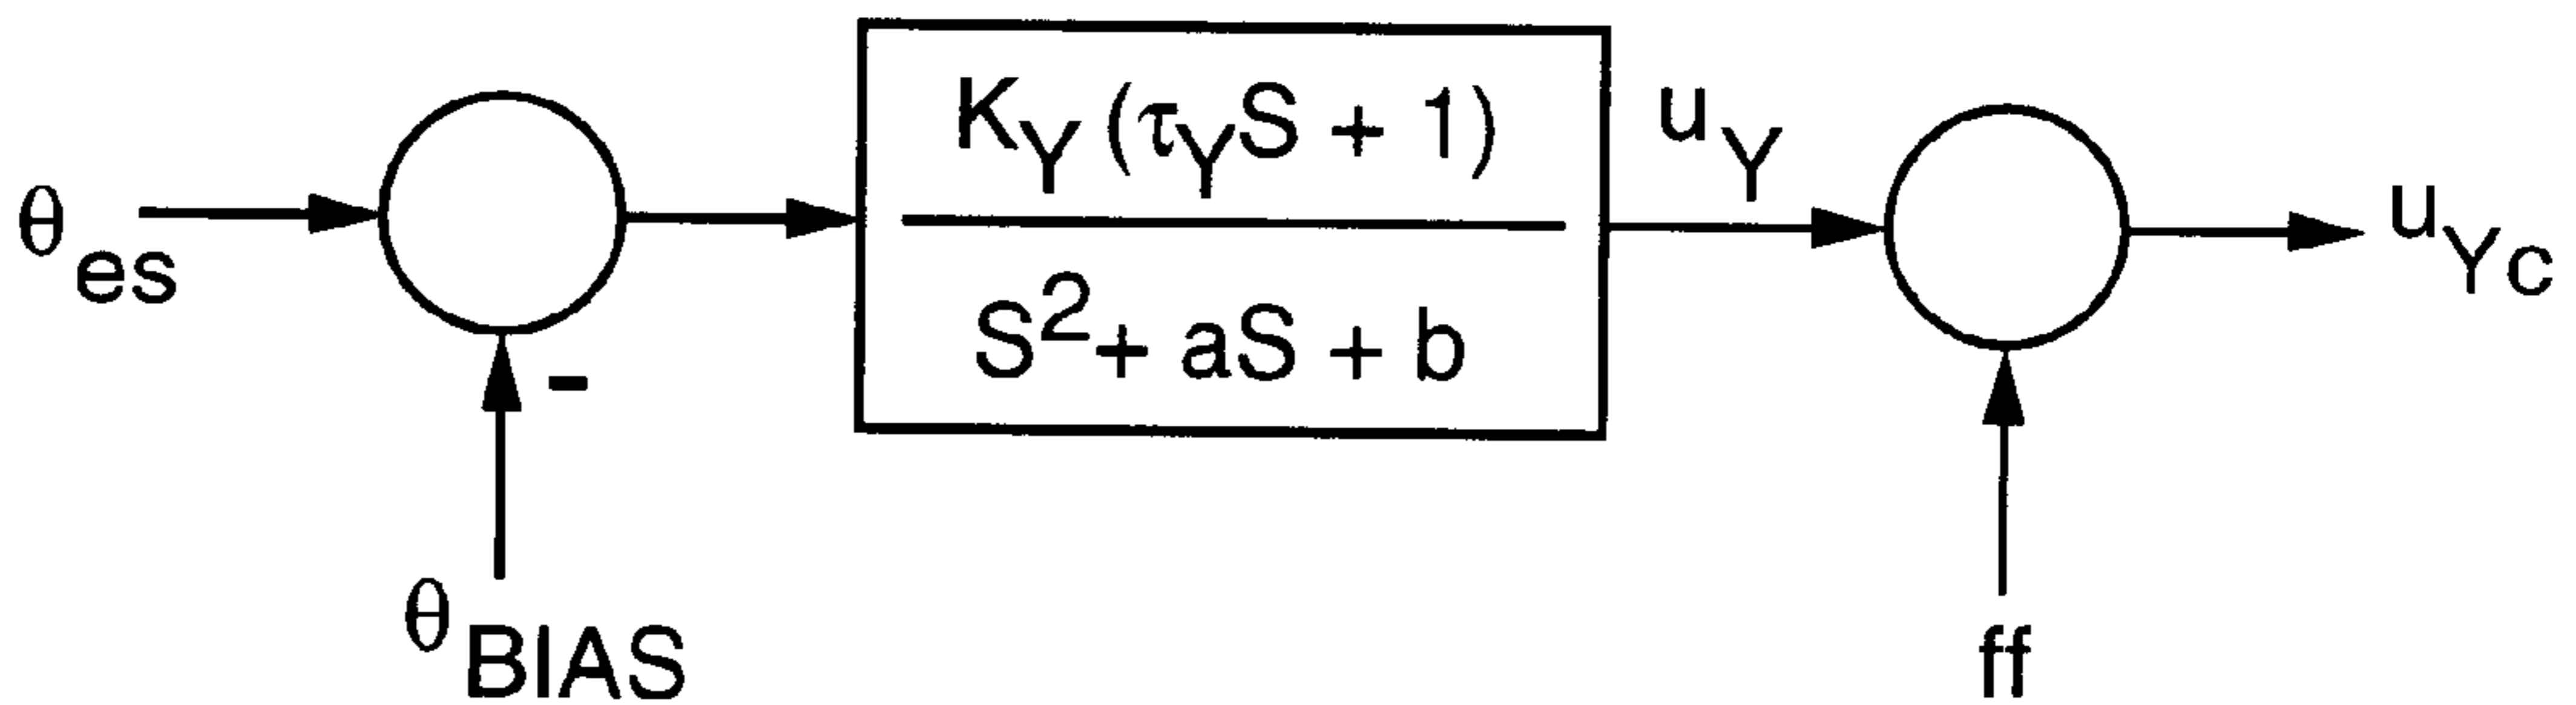 θes
-
θBIAS
KY (τYS + 1)
S² + aS + b
uY
uYc
ff